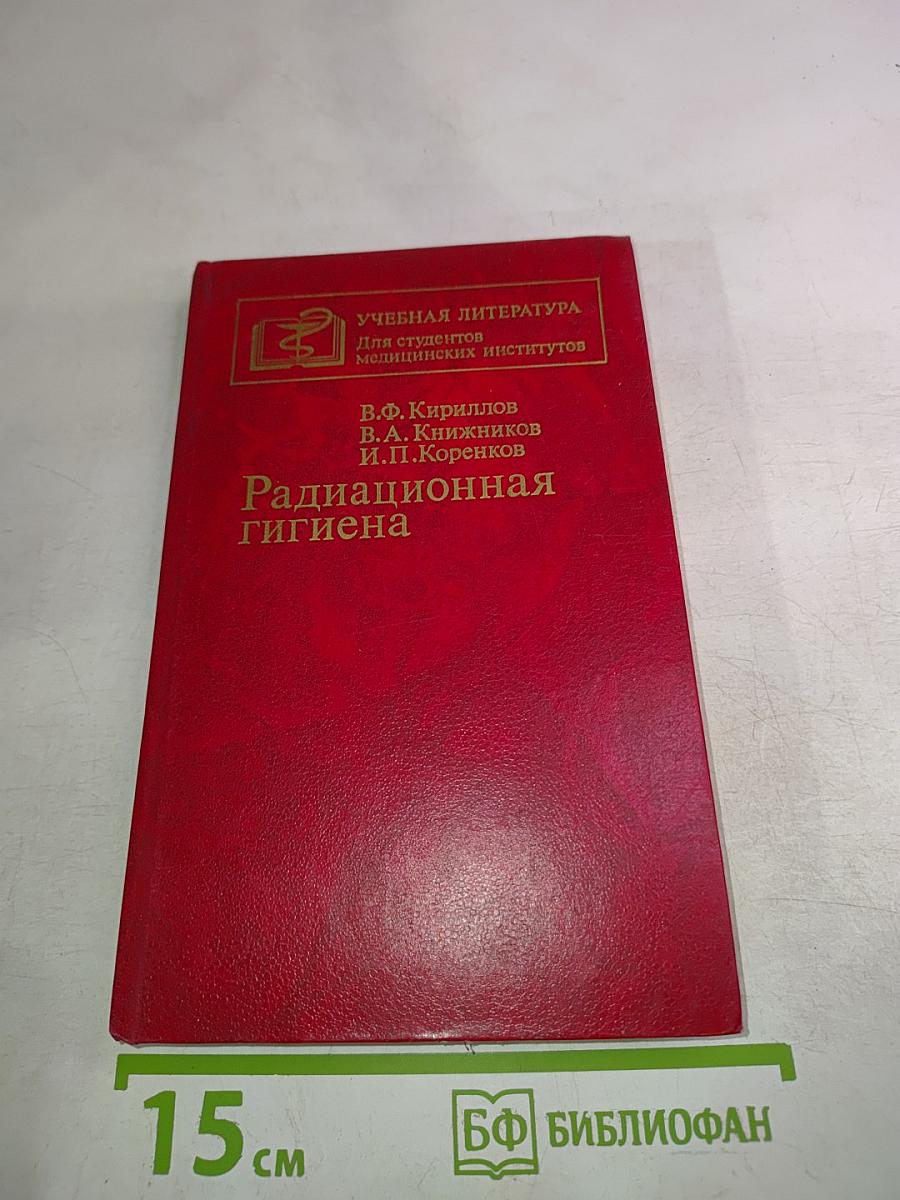 УЧЕБНАЯ ЛИТЕРАТУРА
Для студентов
медицинских институтов
В.Ф. Кириллов
В.А. Книжников
И.П. Коренков
Радиационная
гигиена
15 см
БФ БИБЛИОФАН